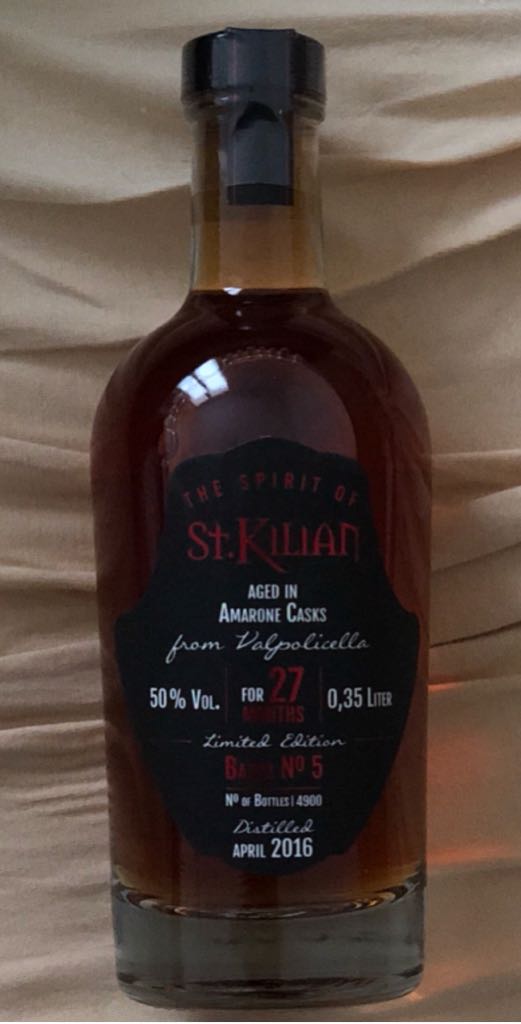 THE SPIRIT OF
St. Kilian
AGED IN
AMARONE CASKS
from Valpolicella
50% VOL. FOR 27 MONTHS 0,35 LITER
Limited Edition
BATCH Nº 5
Nº OF BOTTLES | 4900
Distilled
APRIL 2016